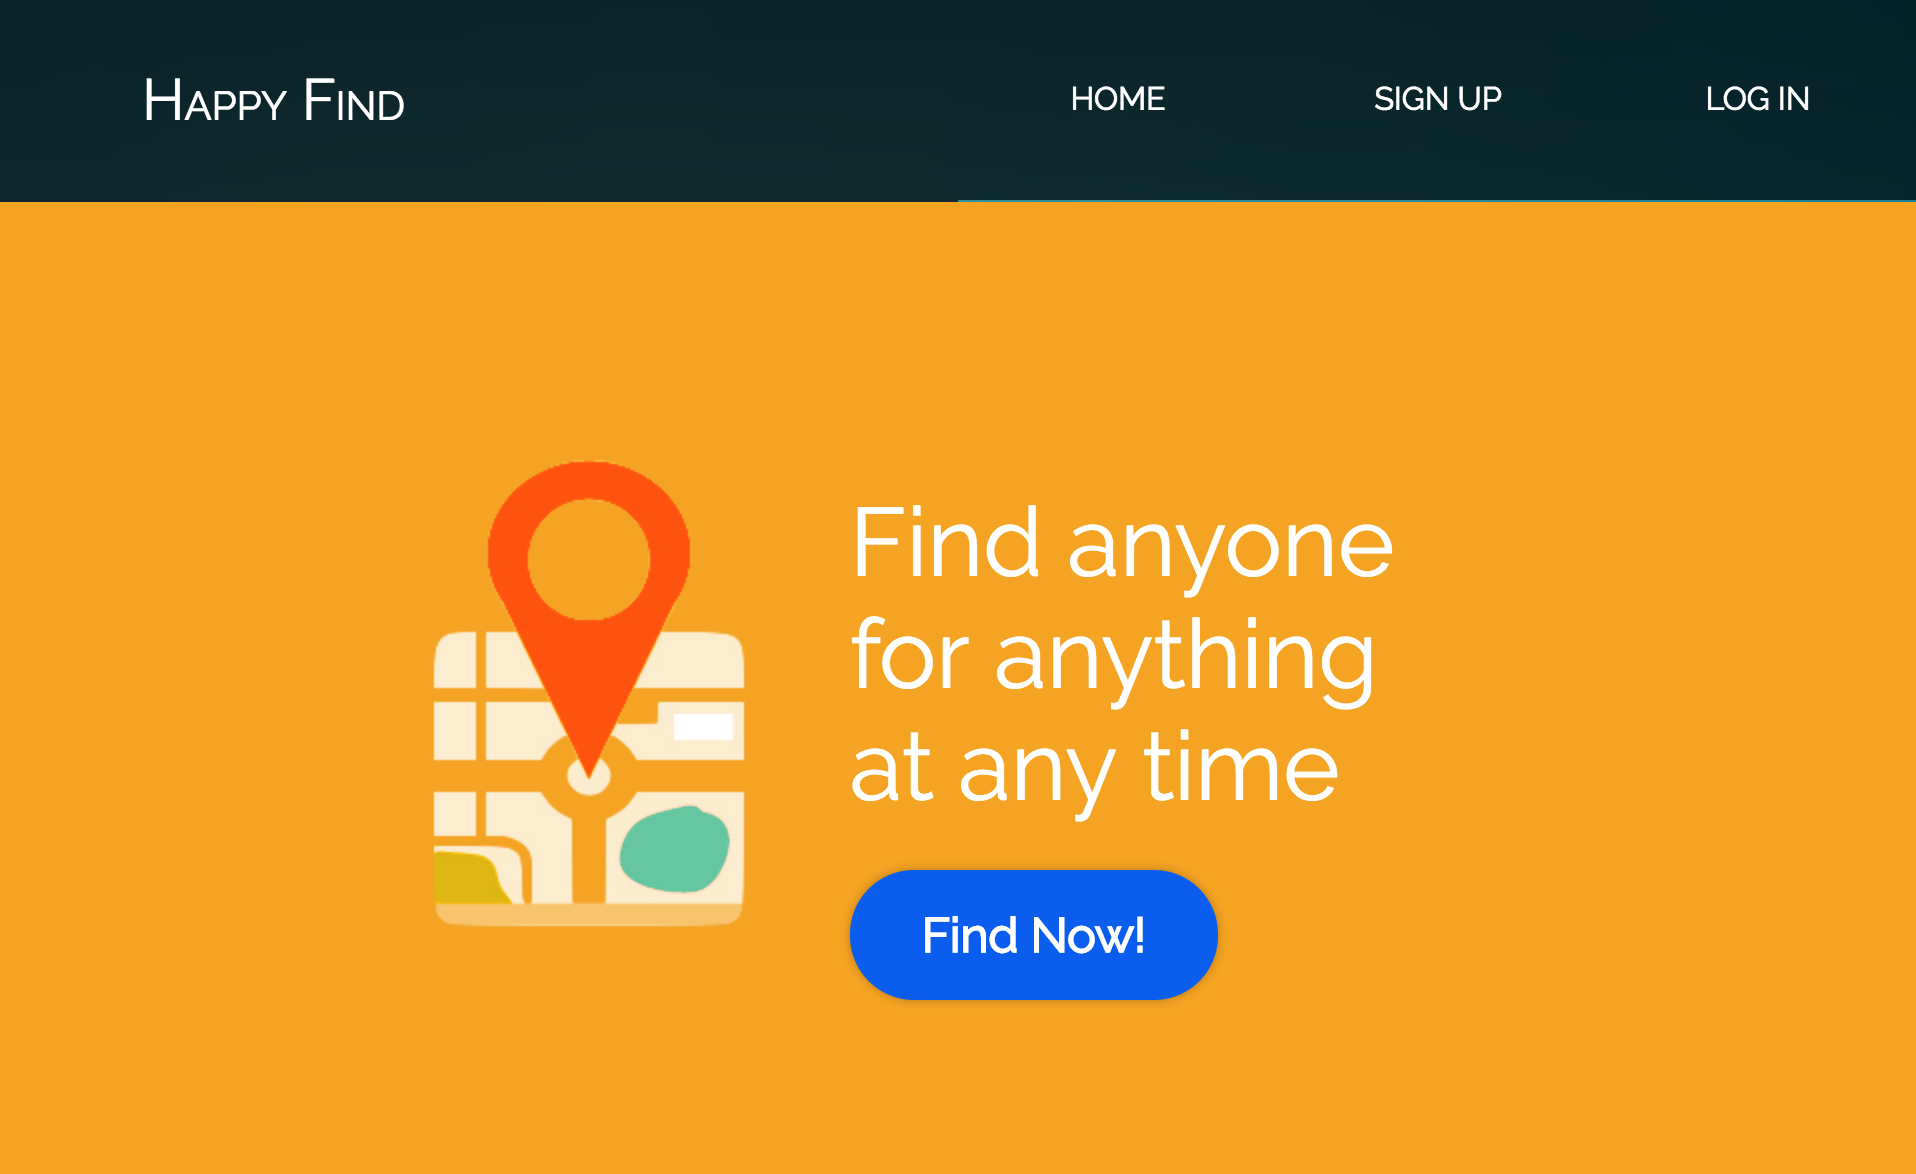 Happy Find
HOME
SIGN UP
LOG IN
Find anyone
for anything
at any time
Find Now!